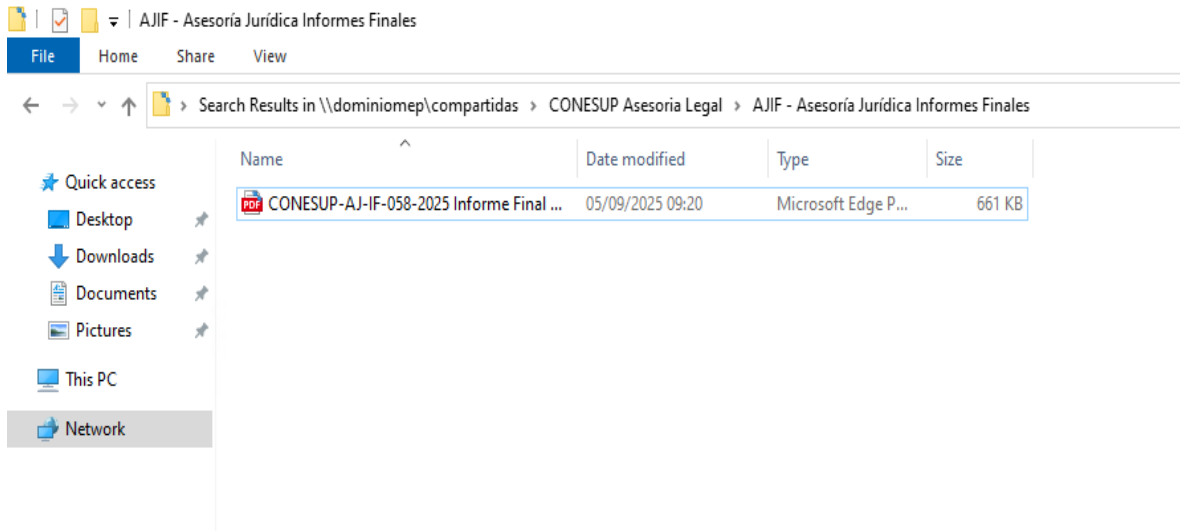 AJIF - Asesoría Jurídica Informes Finales
File Home Share View
Search Results in \\dominiomep\compartidas › CONESUP Asesoria Legal › AJIF - Asesoría Jurídica Informes Finales
Name Date modified Type Size
Quick access
PDF CONESUP-AJ-IF-058-2025 Informe Final ... 05/09/2025 09:20 Microsoft Edge P... 661 KB
Desktop
Downloads
Documents
Pictures
This PC
Network